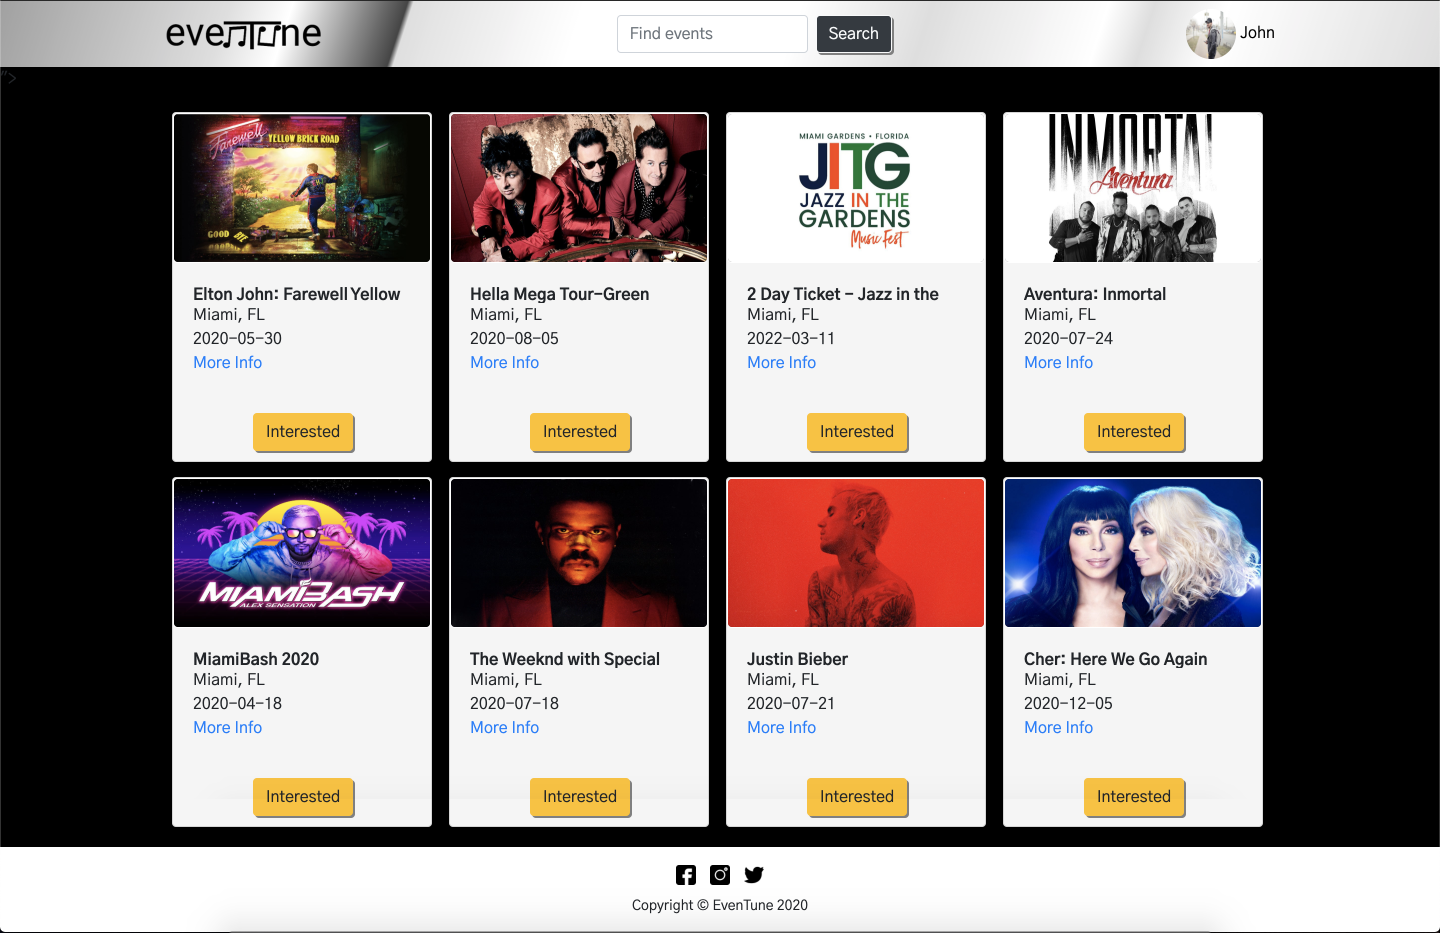 evenTune
Find events
Search
John
">
Farewell
YELLOW BRICK ROAD
GOOD
BYE
MIAMI GARDENS • FLORIDA
JITG
JAZZ IN THE
GARDENS
Music Fest
INMORTAL
Aventura
Elton John: Farewell Yellow
Miami, FL
2020-05-30
More Info
Interested
Hella Mega Tour-Green
Miami, FL
2020-08-05
More Info
Interested
2 Day Ticket - Jazz in the
Miami, FL
2022-03-11
More Info
Interested
Aventura: Inmortal
Miami, FL
2020-07-24
More Info
Interested
MIAMIBASH
ALEX SENSATION
MiamiBash 2020
Miami, FL
2020-04-18
More Info
Interested
The Weeknd with Special
Miami, FL
2020-07-18
More Info
Interested
Justin Bieber
Miami, FL
2020-07-21
More Info
Interested
Cher: Here We Go Again
Miami, FL
2020-12-05
More Info
Interested
Copyright © EvenTune 2020